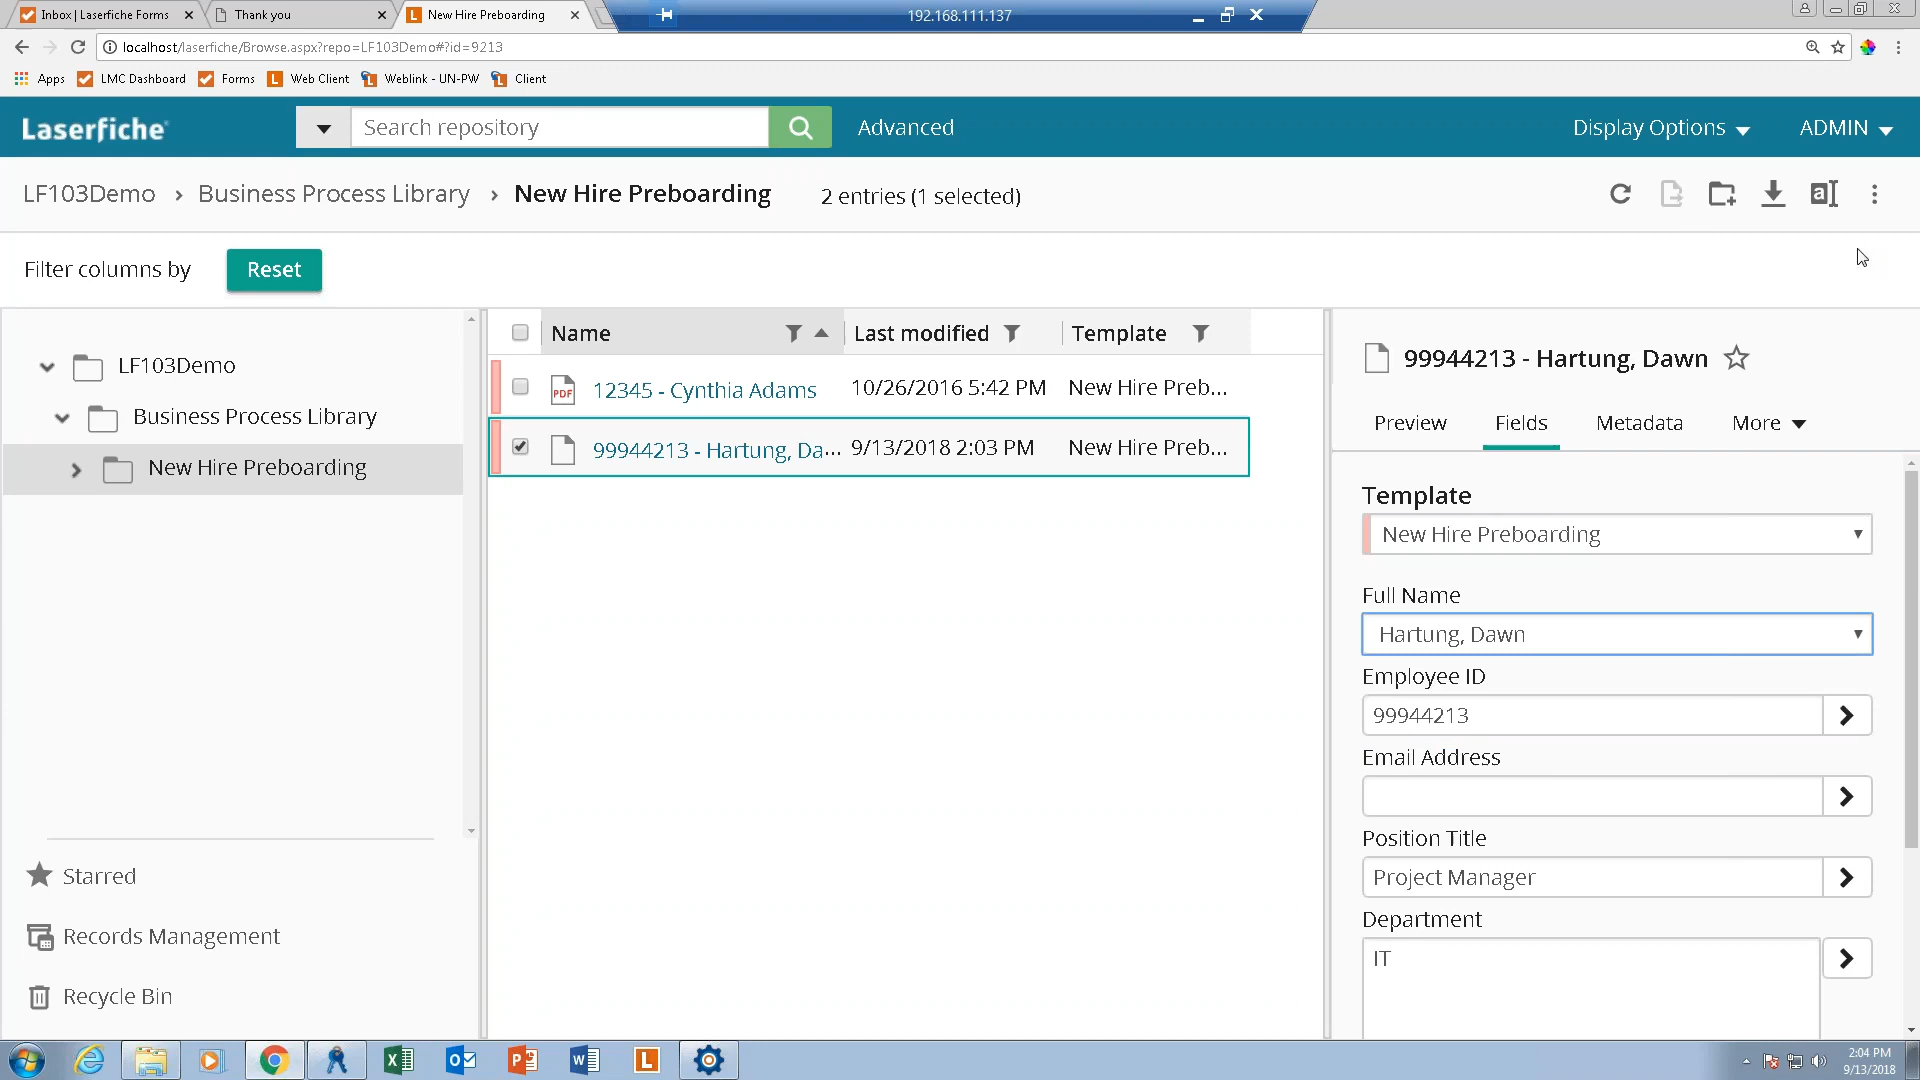 Inbox | Laserfiche Forms
Thank you
New Hire Preboarding
192.168.111.137
localhost/laserfiche/Browse.aspx?repo=LF103Demo#?id=9213
Apps LMC Dashboard Forms Web Client Weblink - UN-PW Client
Laserfiche
Search repository
Advanced
Display Options
ADMIN
LF103Demo › Business Process Library › New Hire Preboarding
2 entries (1 selected)
Filter columns by
Reset
LF103Demo
Business Process Library
New Hire Preboarding
Starred
Records Management
Recycle Bin
Name Last modified Template
PDF 12345 - Cynthia Adams 10/26/2016 5:42 PM New Hire Preb...
99944213 - Hartung, Da... 9/13/2018 2:03 PM New Hire Preb...
99944213 - Hartung, Dawn
Preview Fields Metadata More
Template
New Hire Preboarding
Full Name
Hartung, Dawn
Employee ID
99944213
Email Address
Position Title
Project Manager
Department
IT
2:04 PM
9/13/2018